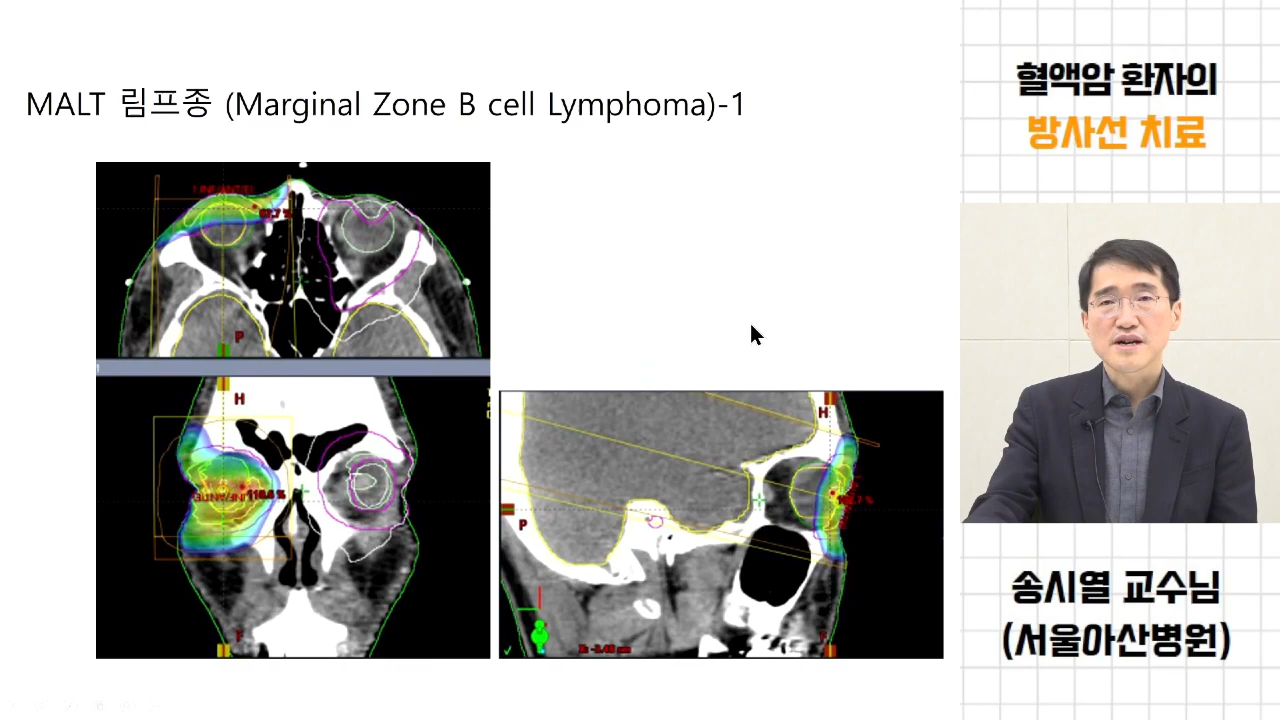 MALT 림프종 (Marginal Zone B cell Lymphoma)-1
혈액암 환자의
방사선 치료
P
H
F
H
P
F
송시열 교수님
(서울아산병원)